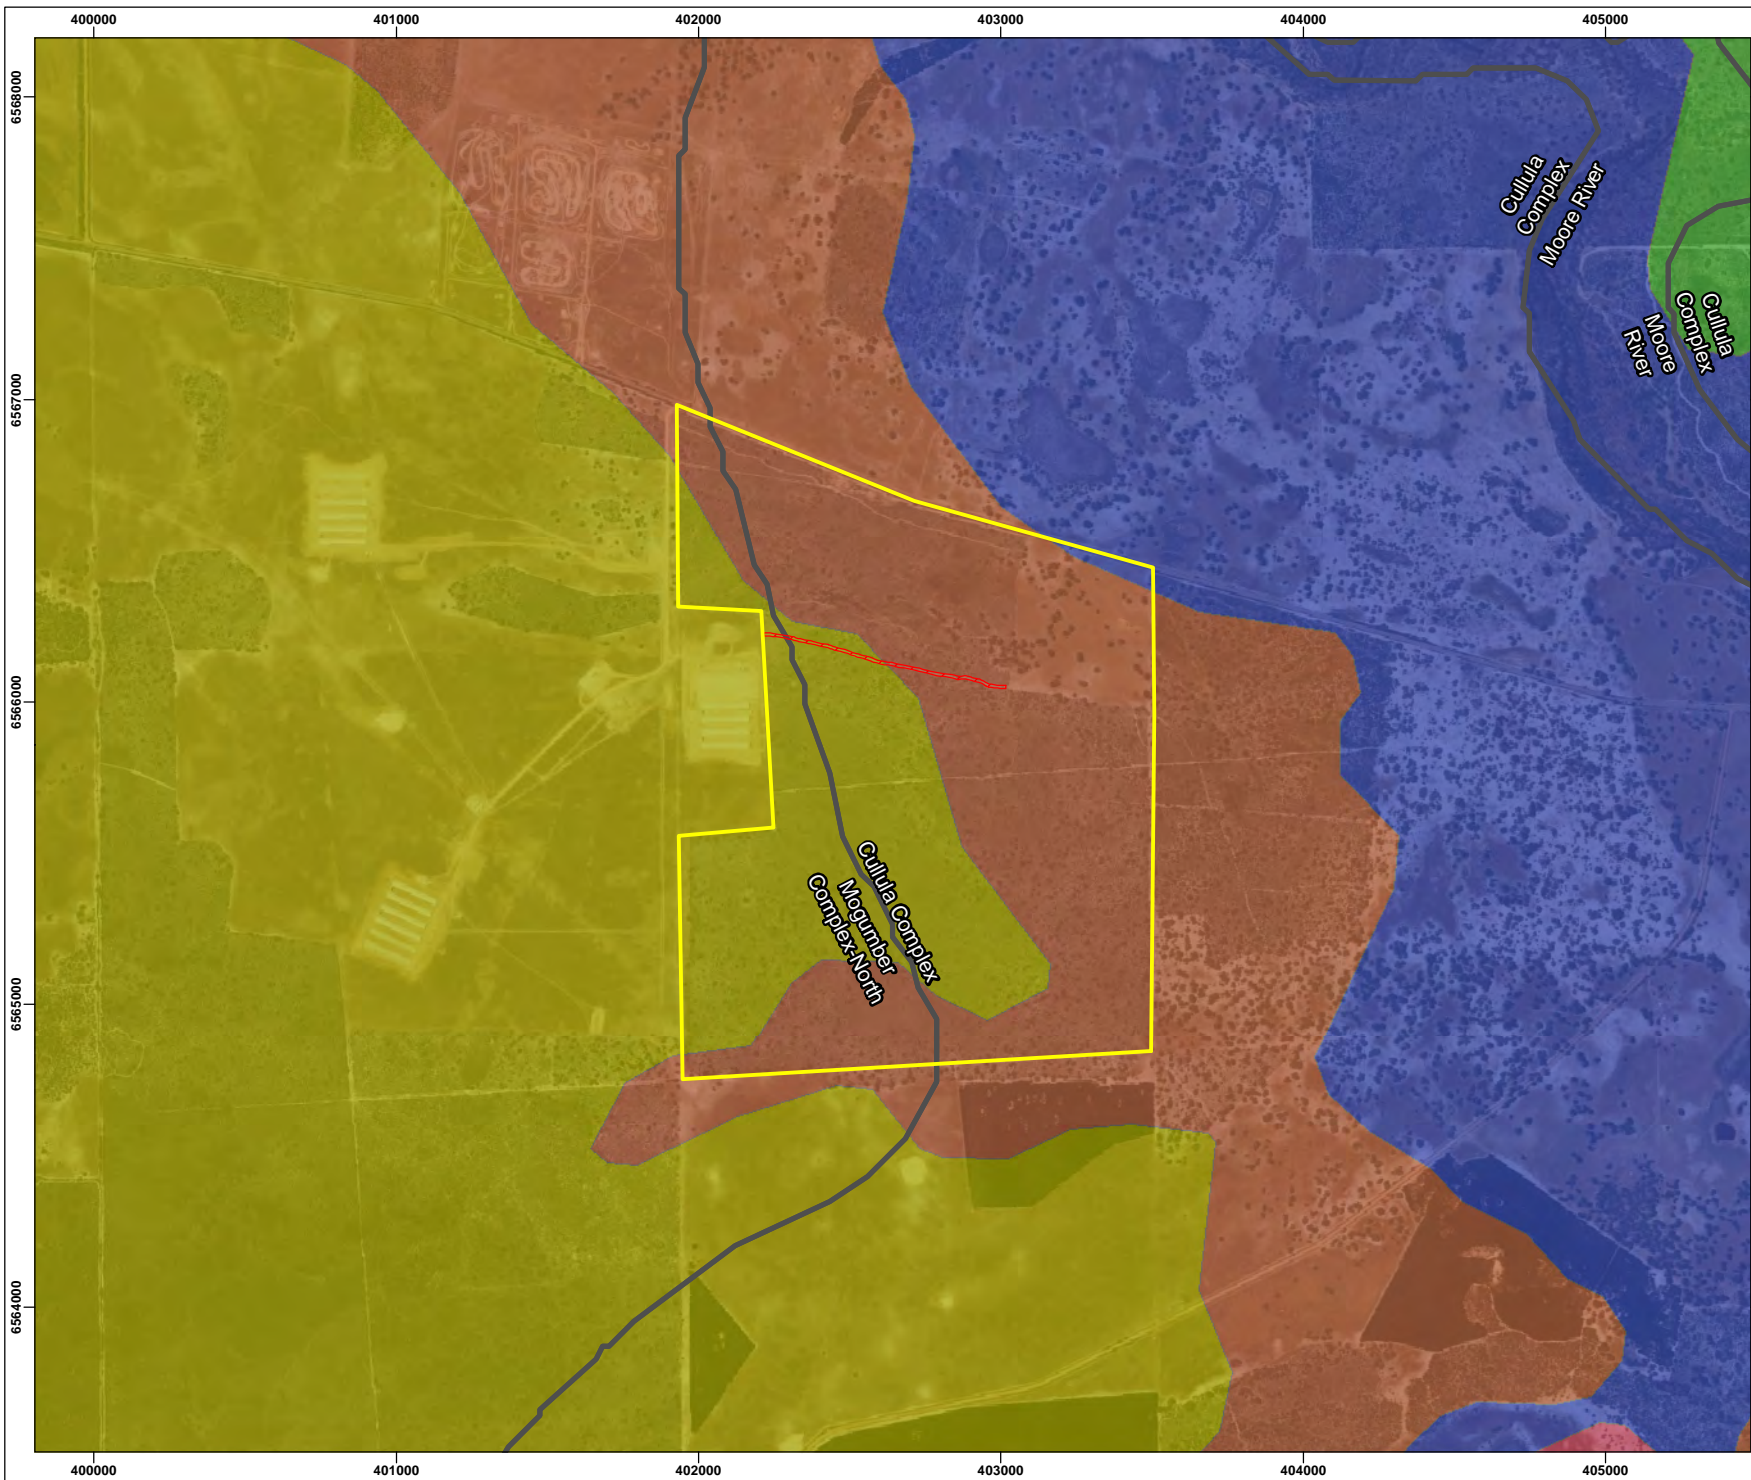 400000 401000 402000 403000 404000 405000
6568000
6567000
6566000
6565000
6564000
Cullula
Complex
Moore River
Cullula
Complex
Moore
River
Cullula Complex
Mogumber
Complex-North
400000 401000 402000 403000 404000 405000